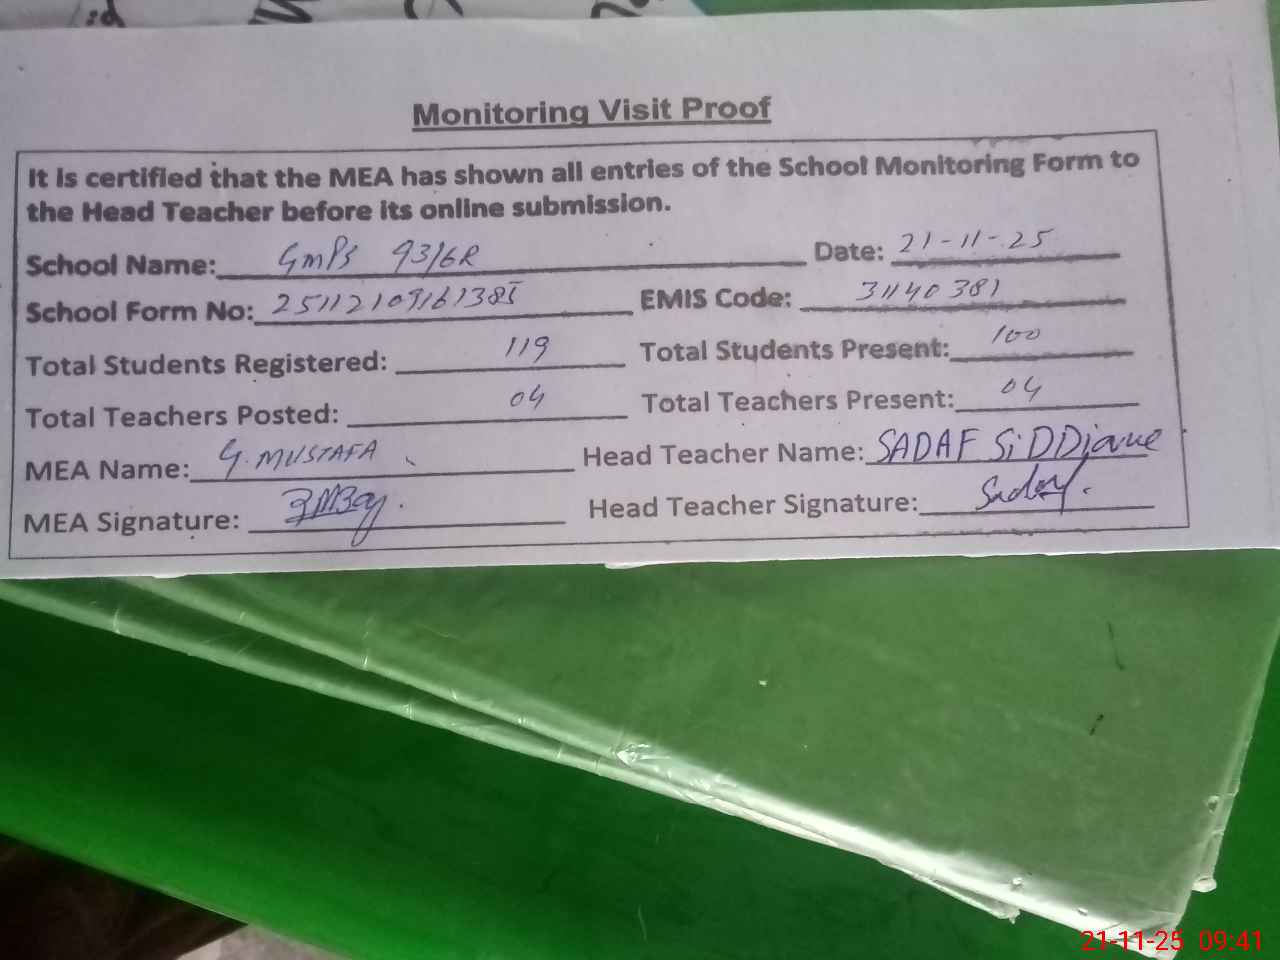 Monitoring Visit Proof
It is certified that the MEA has shown all entries of the School Monitoring Form to
the Head Teacher before its online submission.
School Name: GMPS 93/6R Date: 21-11-25
School Form No: EMIS Code: 31140381
Total Students Registered: 119 Total Students Present: 100
Total Teachers Posted: 04 Total Teachers Present: 04
MEA Name: G. MUSTAFA Head Teacher Name: SADAF SiDDique
MEA Signature: Head Teacher Signature:
21-11-25 09:41